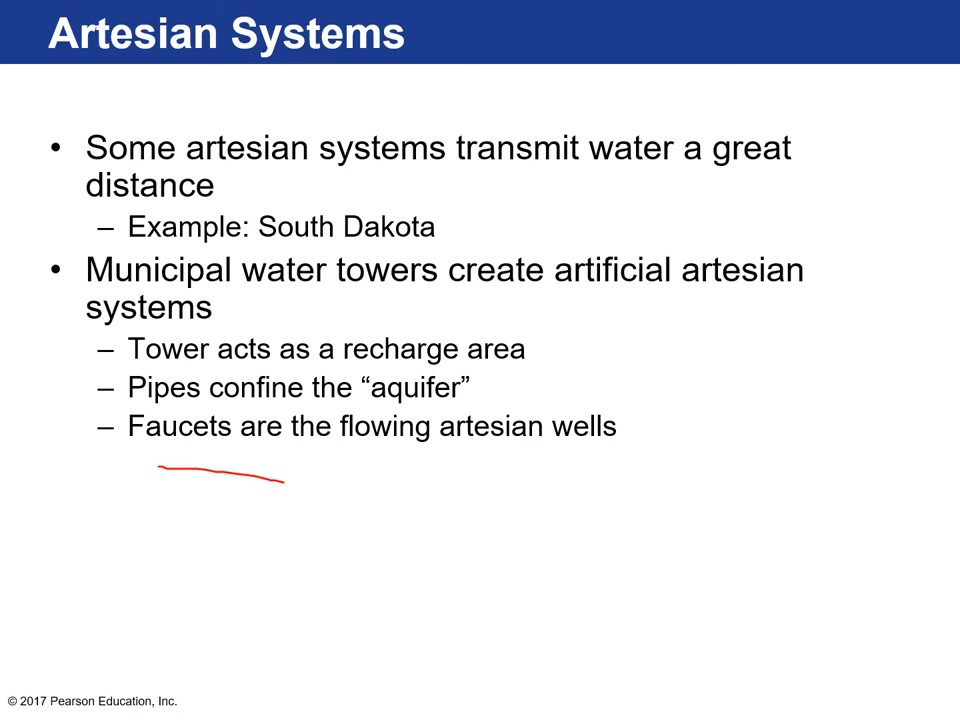 Artesian Systems
• Some artesian systems transmit water a great
distance
– Example: South Dakota
• Municipal water towers create artificial artesian
systems
– Tower acts as a recharge area
– Pipes confine the “aquifer”
– Faucets are the flowing artesian wells
© 2017 Pearson Education, Inc.